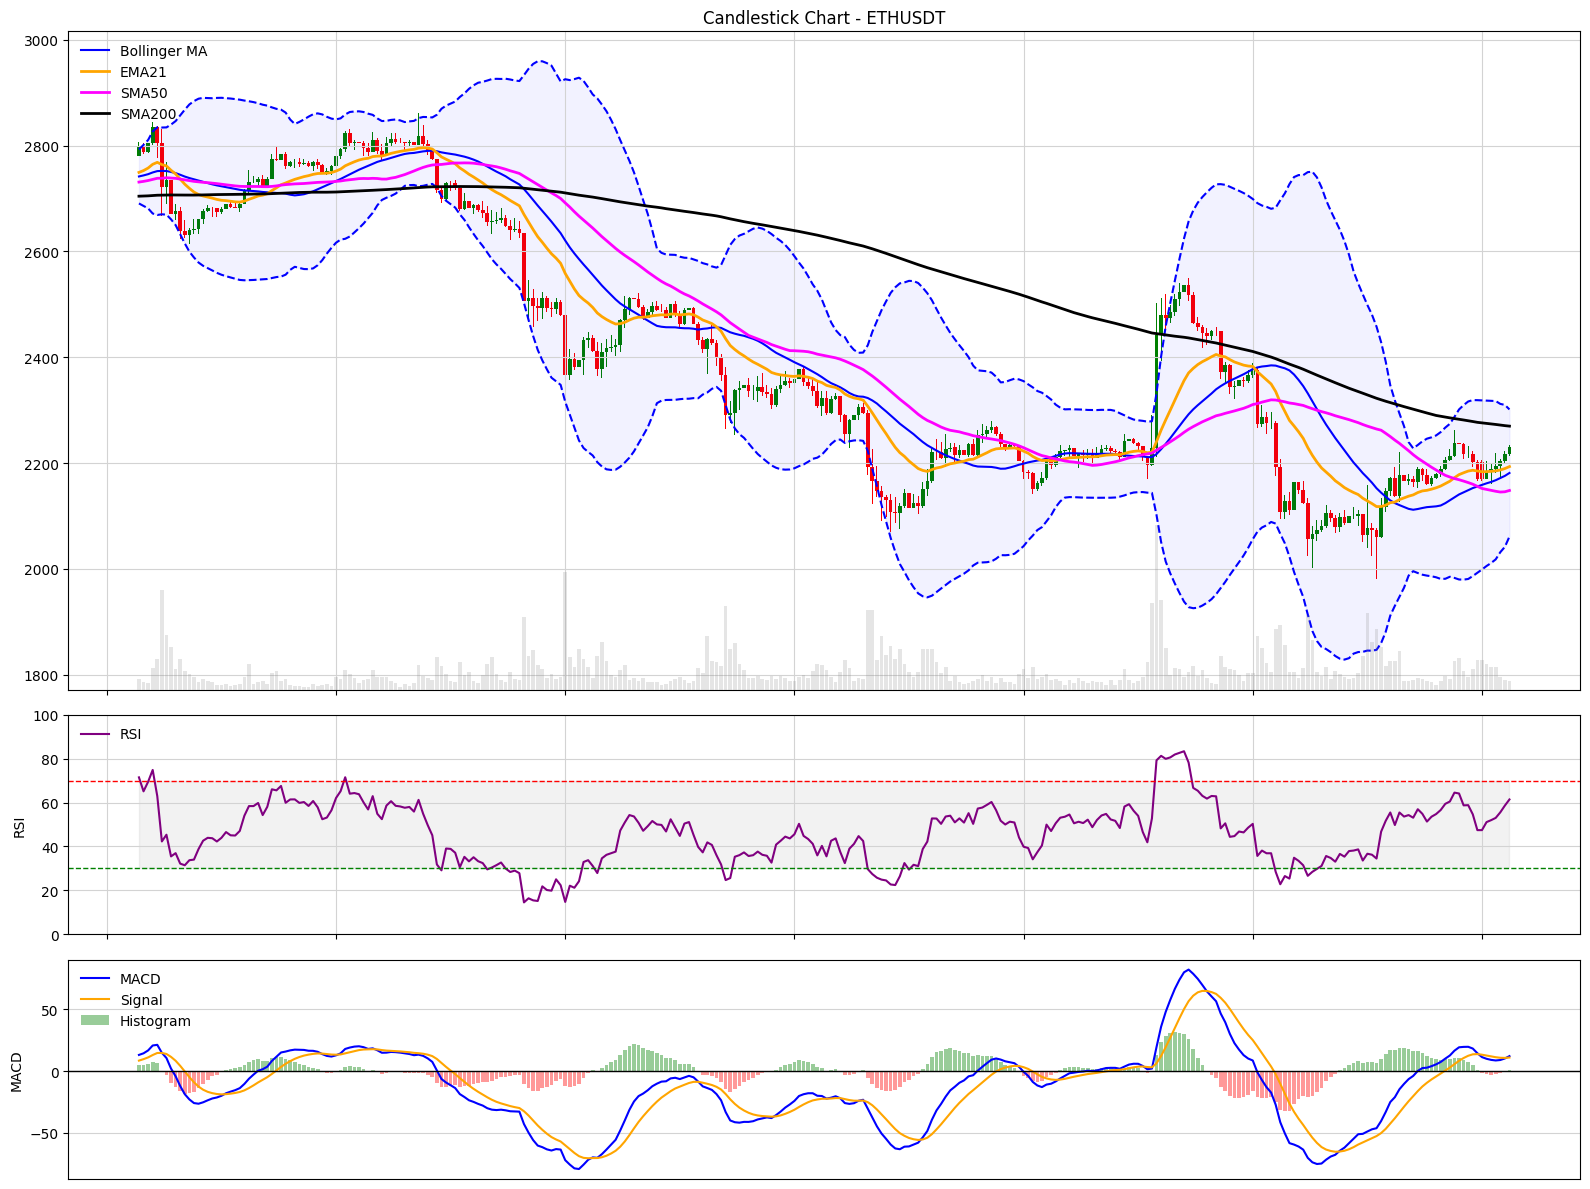 Candlestick Chart - ETHUSDT
3000
2800
2600
2400
2200
2000
1800
Bollinger MA
EMA21
SMA50
SMA200
100
80
60
40
20
0
RSI
RSI
50
0
−50
MACD
MACD
Signal
Histogram